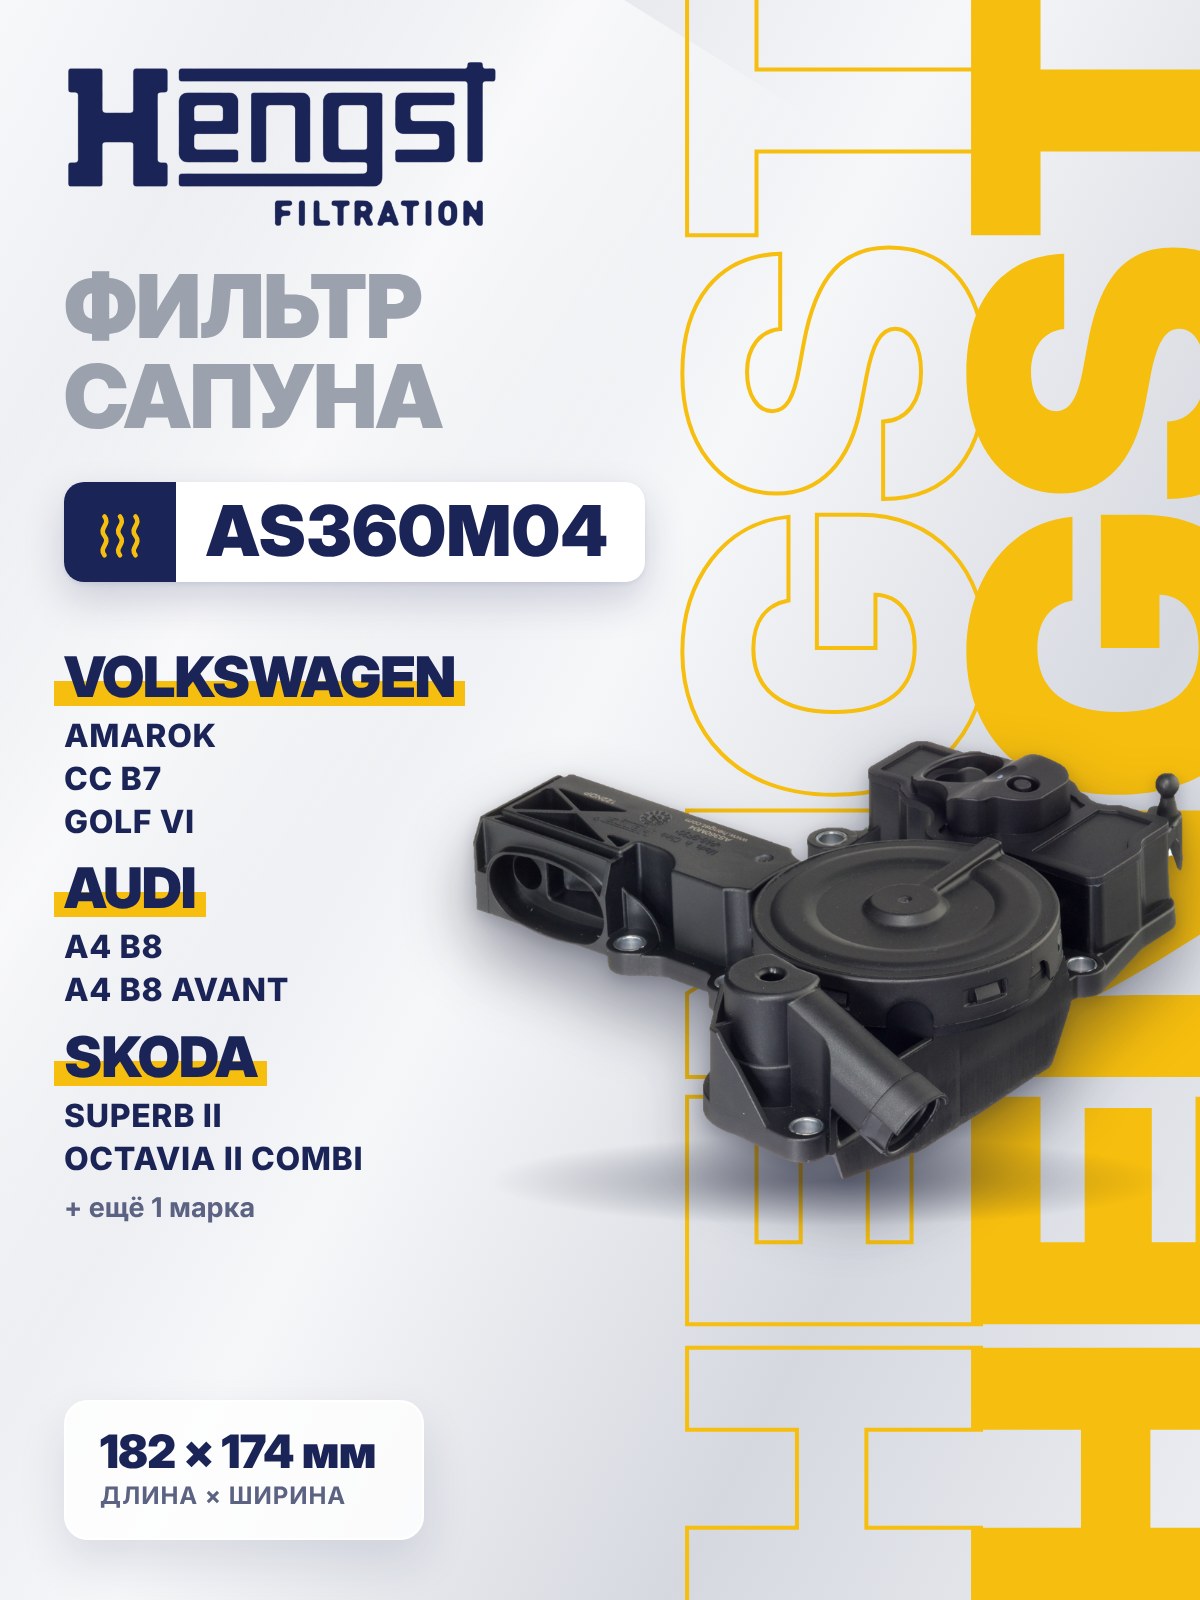 Hengst
FILTRATION
ФИЛЬТР
САПУНА
AS360M04
VOLKSWAGEN
AMAROK
CC B7
GOLF VI
AUDI
A4 B8
A4 B8 AVANT
SKODA
SUPERB II
OCTAVIA II COMBI
+ ещё 1 марка
182 × 174 мм
ДЛИНА × ШИРИНА
HENGST
HENGST